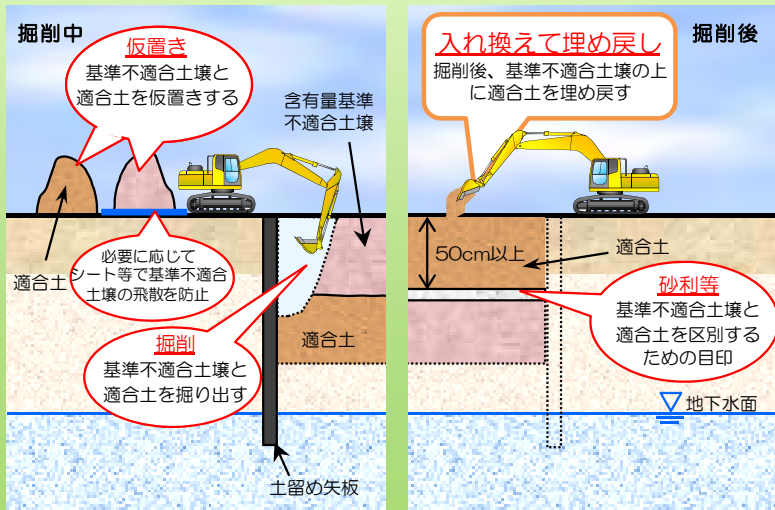 掘削中
仮置き
基準不適合土壌と
適合土を仮置きする
含有量基準
不適合土壌
適合土
必要に応じて
シート等で基準不適合
土壌の飛散を防止
掘削
基準不適合土壌と
適合土を掘り出す
適合土
土留め矢板
掘削後
入れ換えて埋め戻し
掘削後、基準不適合土壌の上
に適合土を埋め戻す
50cm以上
適合土
砂利等
基準不適合土壌と
適合土を区別する
ための目印
地下水面